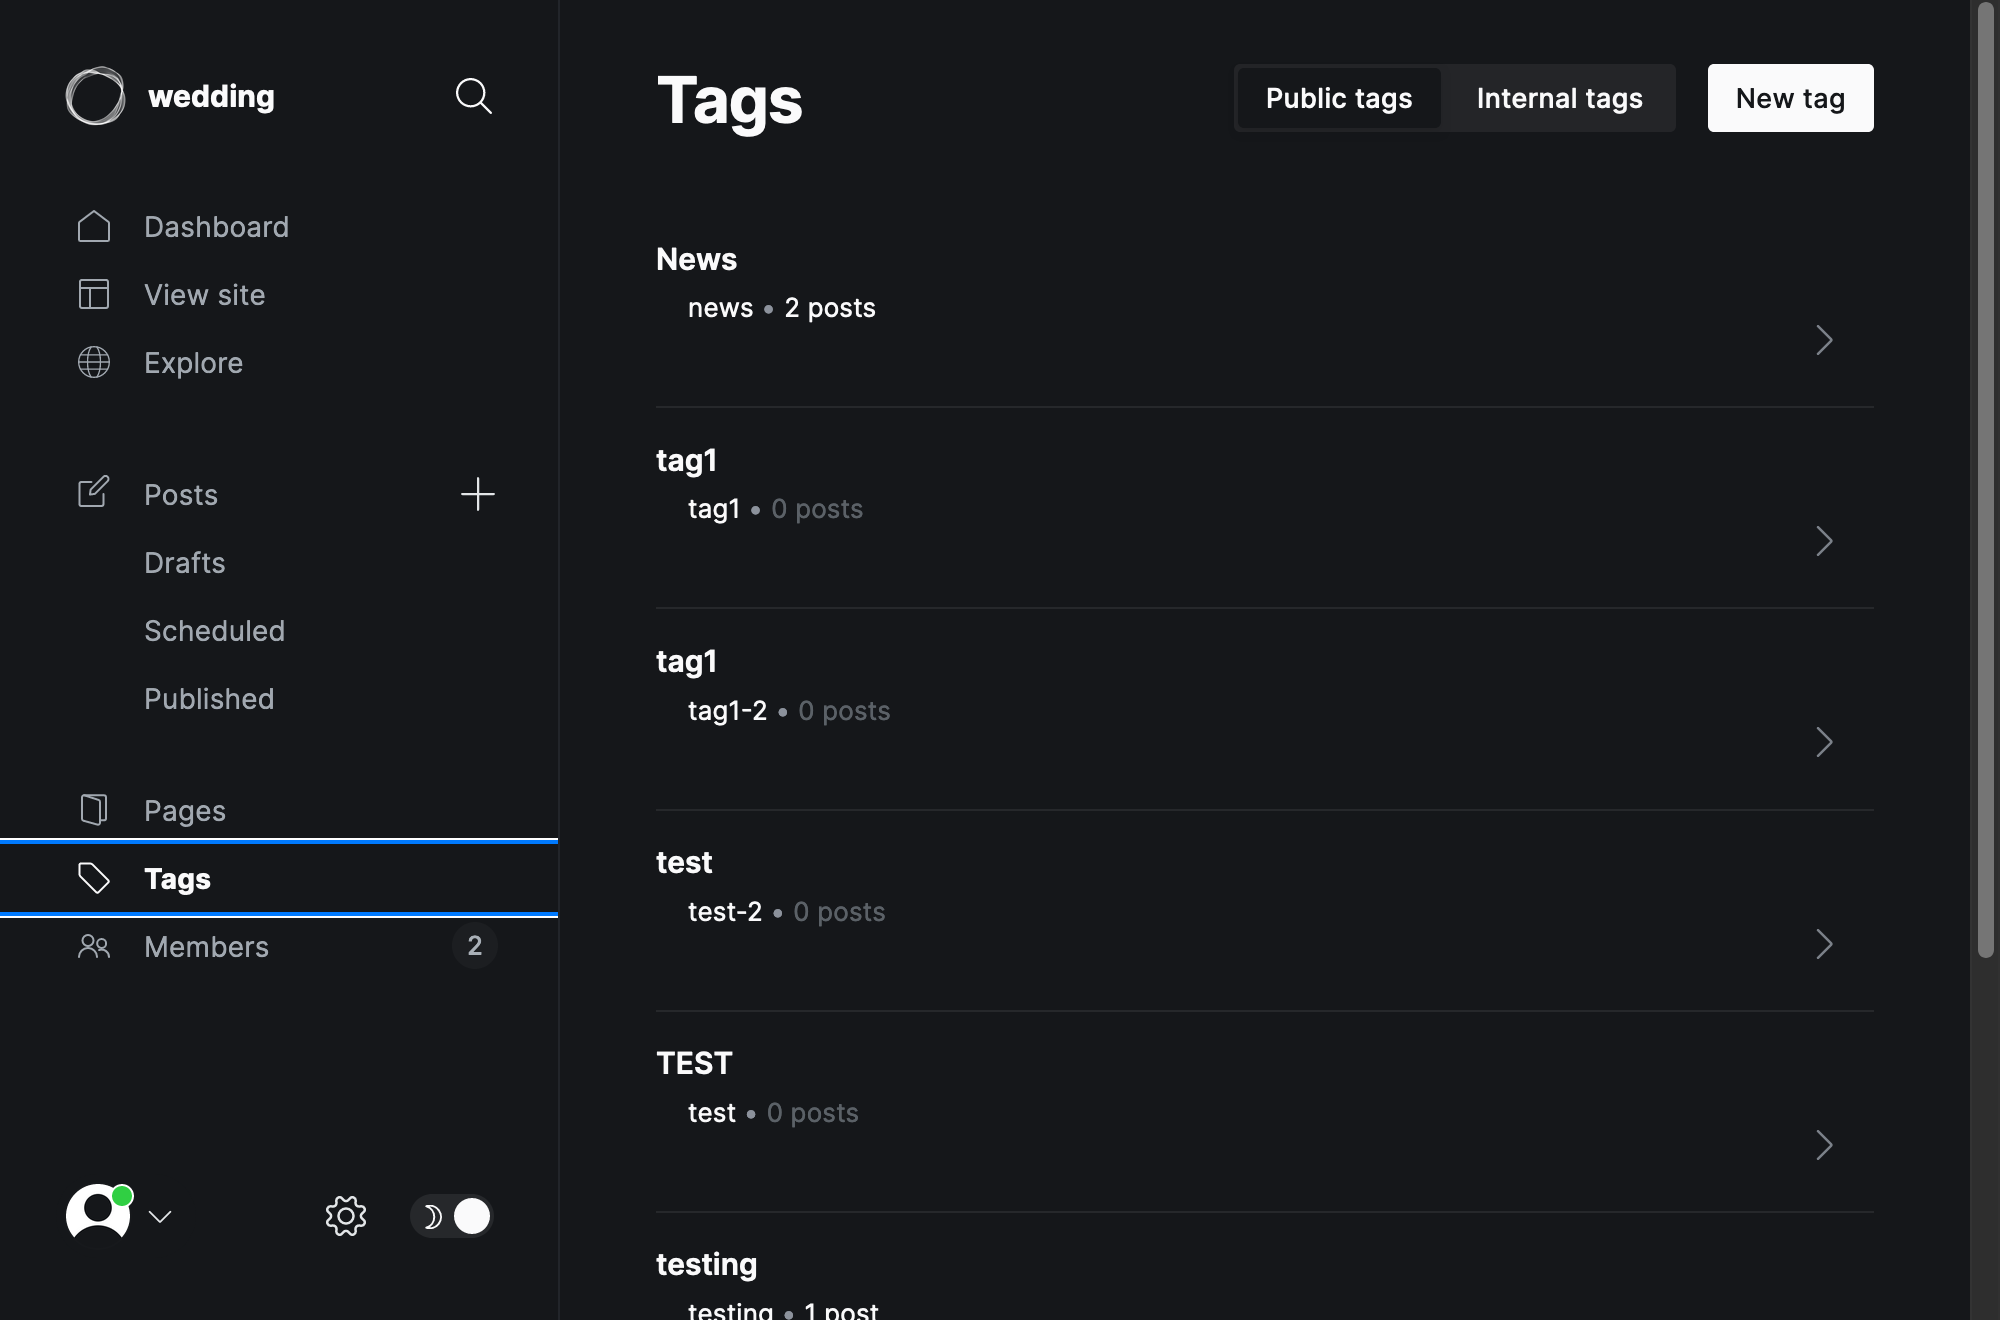 wedding
Dashboard
View site
Explore
Posts
Drafts
Scheduled
Published
Pages
Tags
Members 2
Tags
Public tags Internal tags New tag
News
news • 2 posts
tag1
tag1 • 0 posts
tag1
tag1-2 • 0 posts
test
test-2 • 0 posts
TEST
test • 0 posts
testing
testing • 1 post